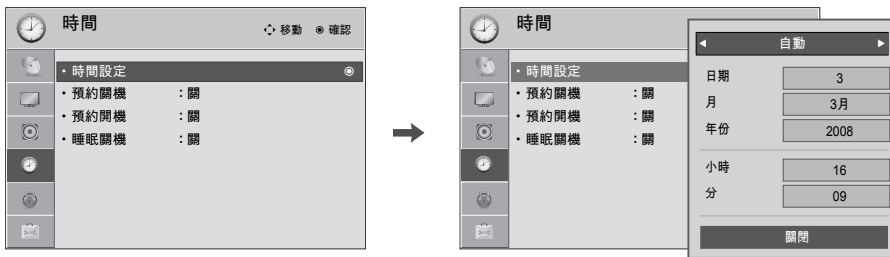 時間
移動 確認
・時間設定
・預約關機 ：關
・預約開機 ：關
・睡眠關機 ：關
時間
・時間設定
・預約關機 ：關
・預約開機 ：關
・睡眠關機 ：關
自動
日期 3
月 3月
年份 2008
小時 16
分 09
關閉